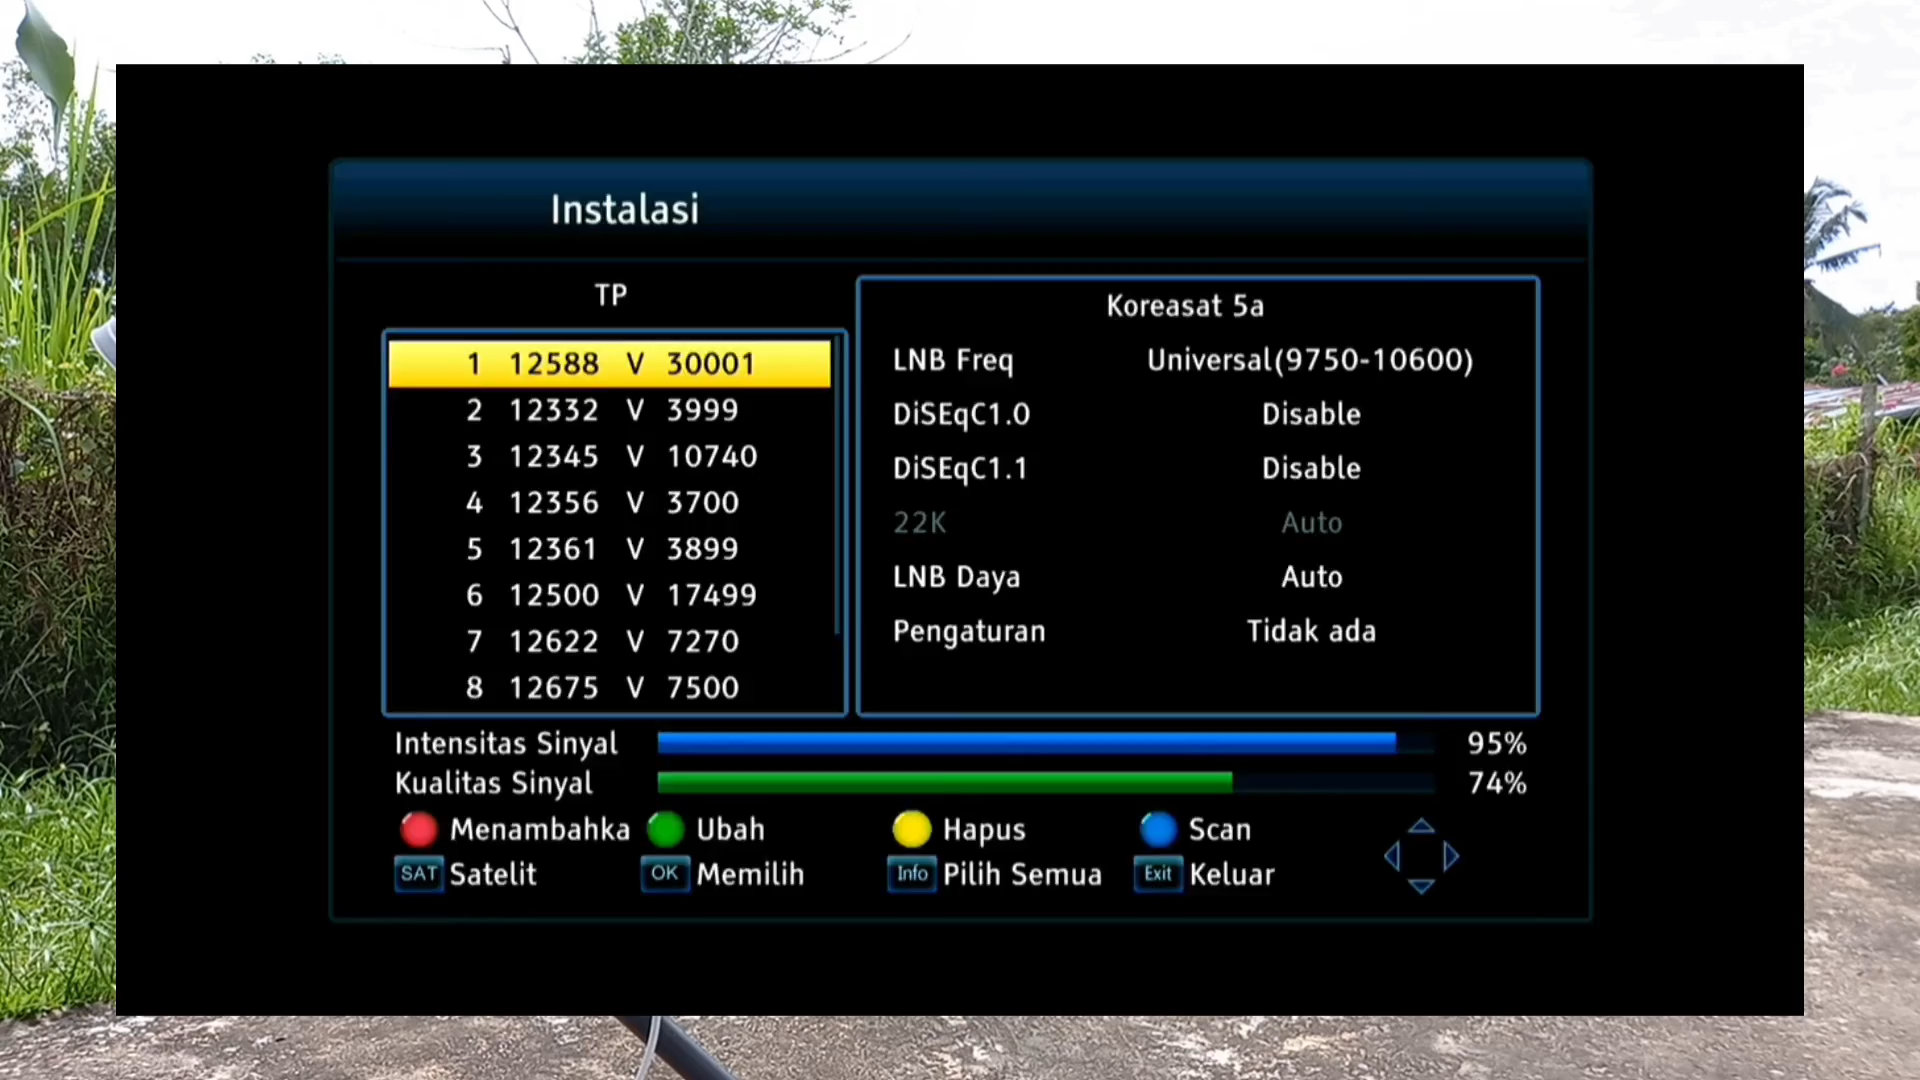 Instalasi
TP
1 12588 V 30001
2 12332 V 3999
3 12345 V 10740
4 12356 V 3700
5 12361 V 3899
6 12500 V 17499
7 12622 V 7270
8 12675 V 7500
Koreasat 5a
LNB Freq Universal(9750-10600)
DiSEqC1.0 Disable
DiSEqC1.1 Disable
22K Auto
LNB Daya Auto
Pengaturan Tidak ada
Intensitas Sinyal 95%
Kualitas Sinyal 74%
Menambahka Ubah Hapus Scan
SAT Satelit OK Memilih Info Pilih Semua Exit Keluar